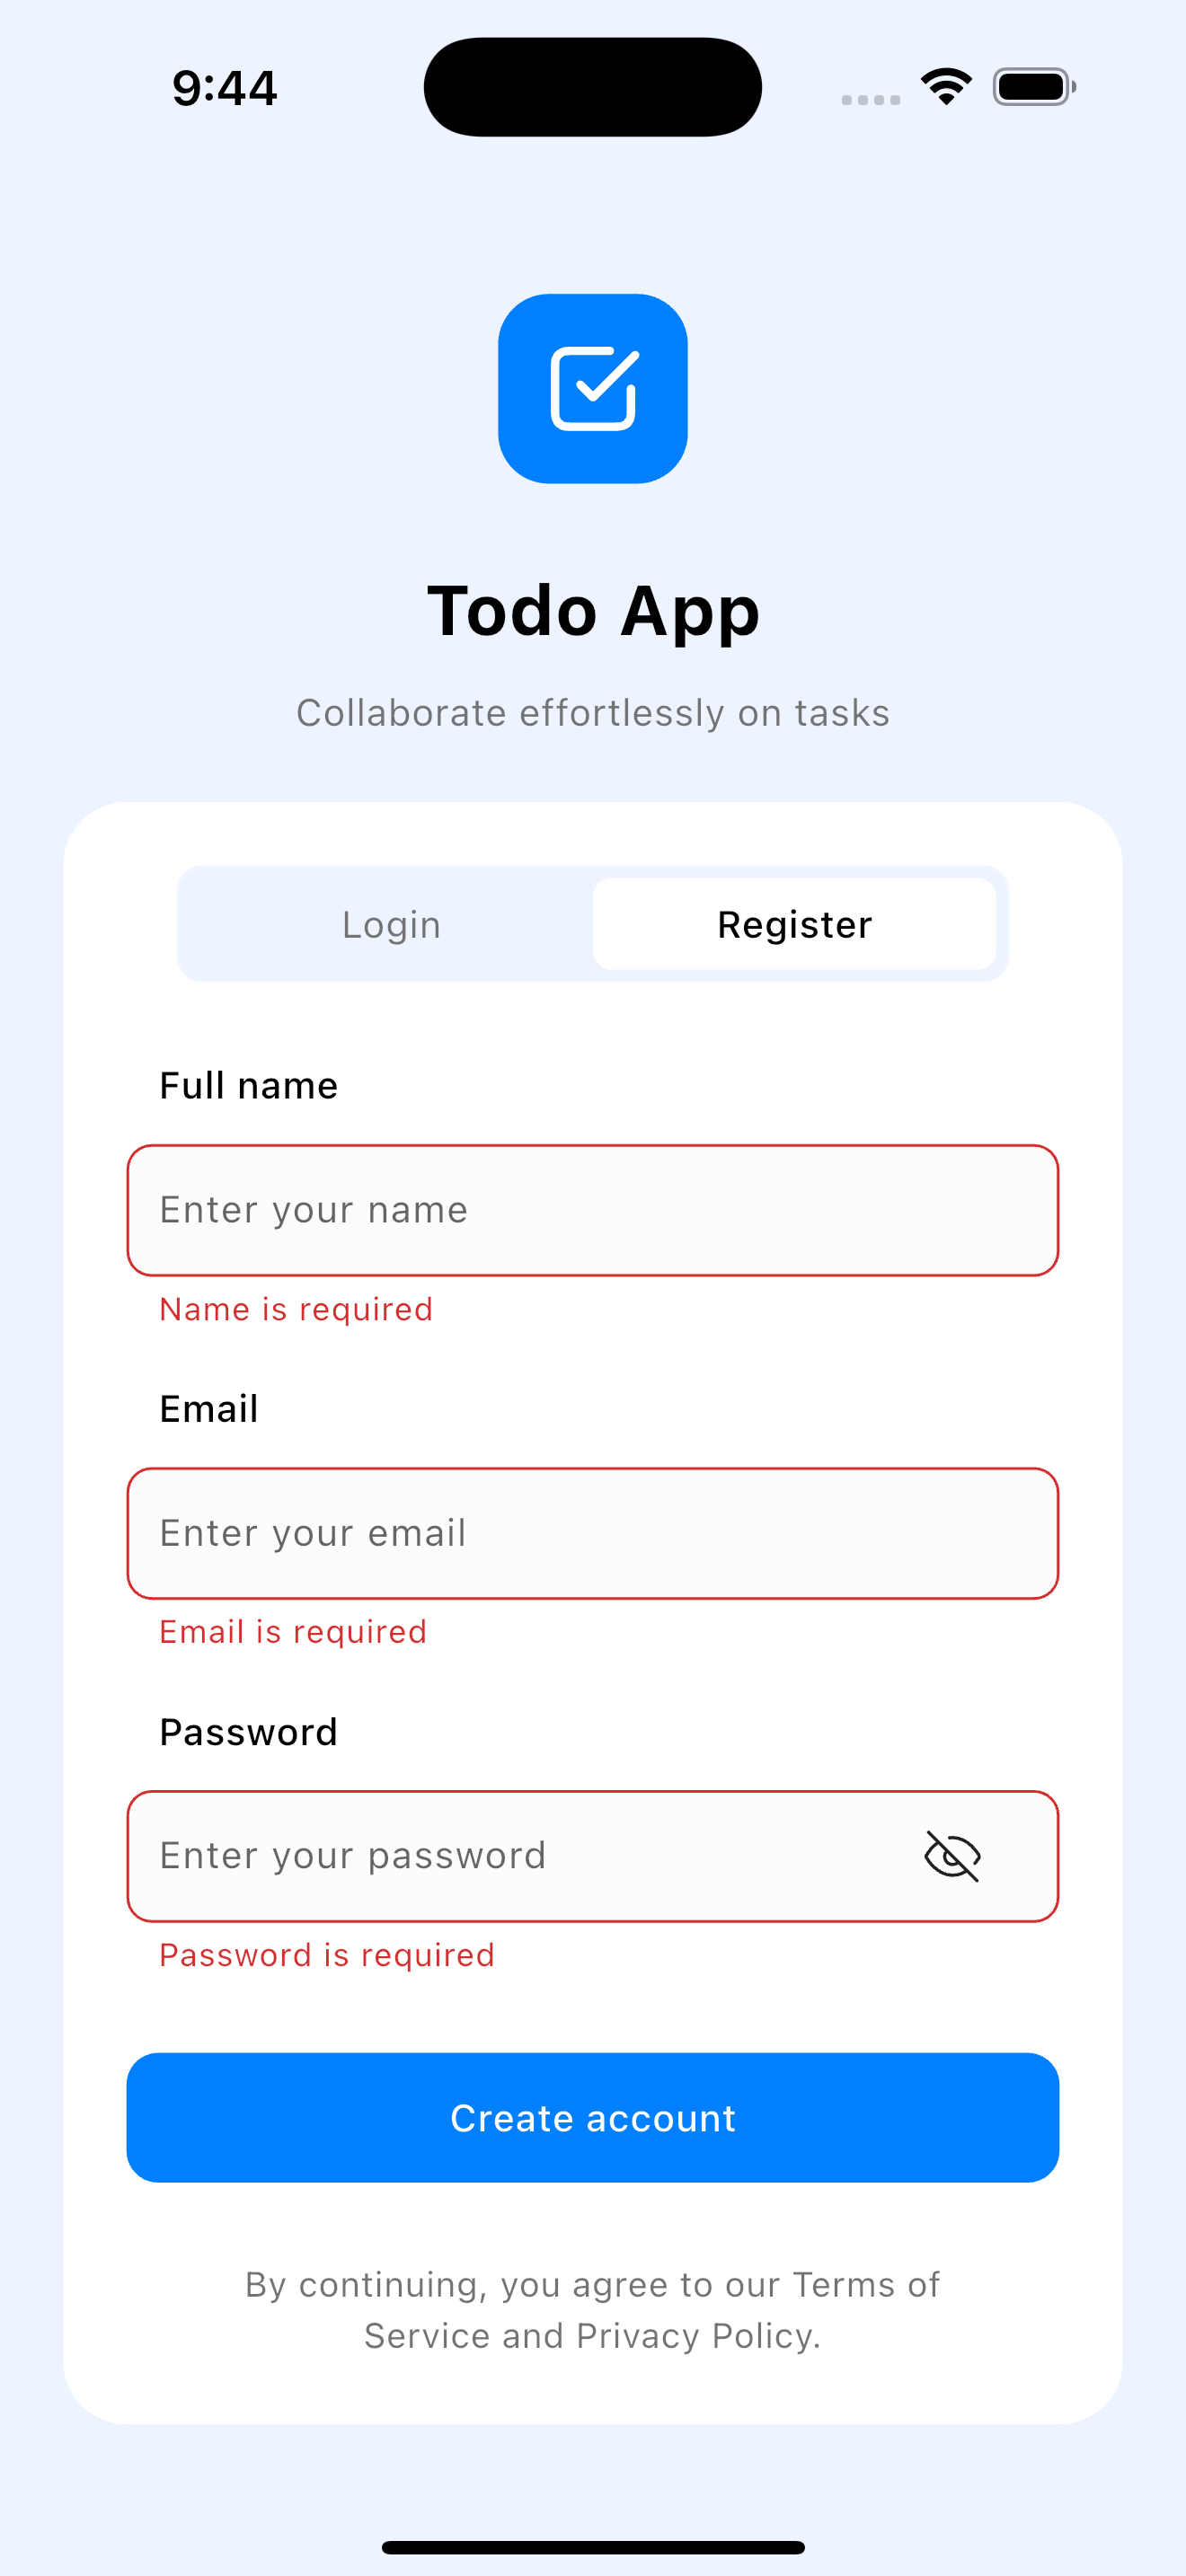 9:44
Todo App
Collaborate effortlessly on tasks
Login
Register
Full name
Enter your name
Name is required
Email
Enter your email
Email is required
Password
Enter your password
Password is required
Create account
By continuing, you agree to our Terms of
Service and Privacy Policy.